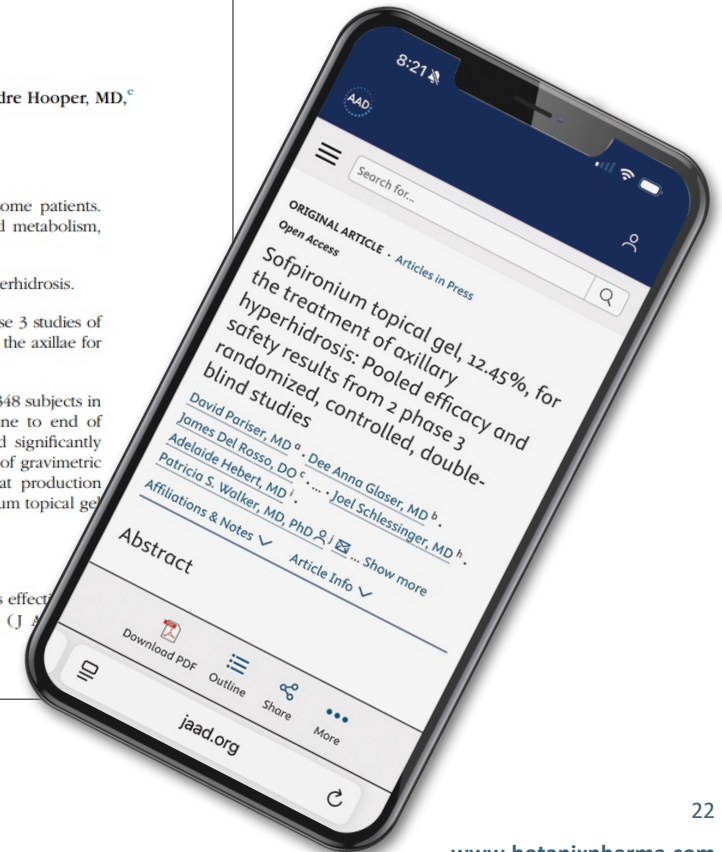 dre Hooper, MD,c
ome patients.
d metabolism,
erhidrosis.
se 3 studies of
the axillae for
348 subjects in
ne to end of
d significantly
of gravimetric
at production
um topical gel
s effecti
(J A
8:21
AAD
Search for...
ORIGINAL ARTICLE · Articles in Press
Open Access
Sofpironium topical gel, 12.45%, for
the treatment of axillary
hyperhidrosis: Pooled efficacy and
safety results from 2 phase 3
randomized, controlled, double-
blind studies
David Pariser, MD a . Dee Anna Glaser, MD b .
James Del Rosso, DO c . ... . Joel Schlessinger, MD h .
Adelaide Hebert, MD i .
Patricia S. Walker, MD, PhD j ... Show more
Affiliations & Notes Article Info
Abstract
Download PDF Outline Share More
jaad.org
22
www.botanixpharma.com